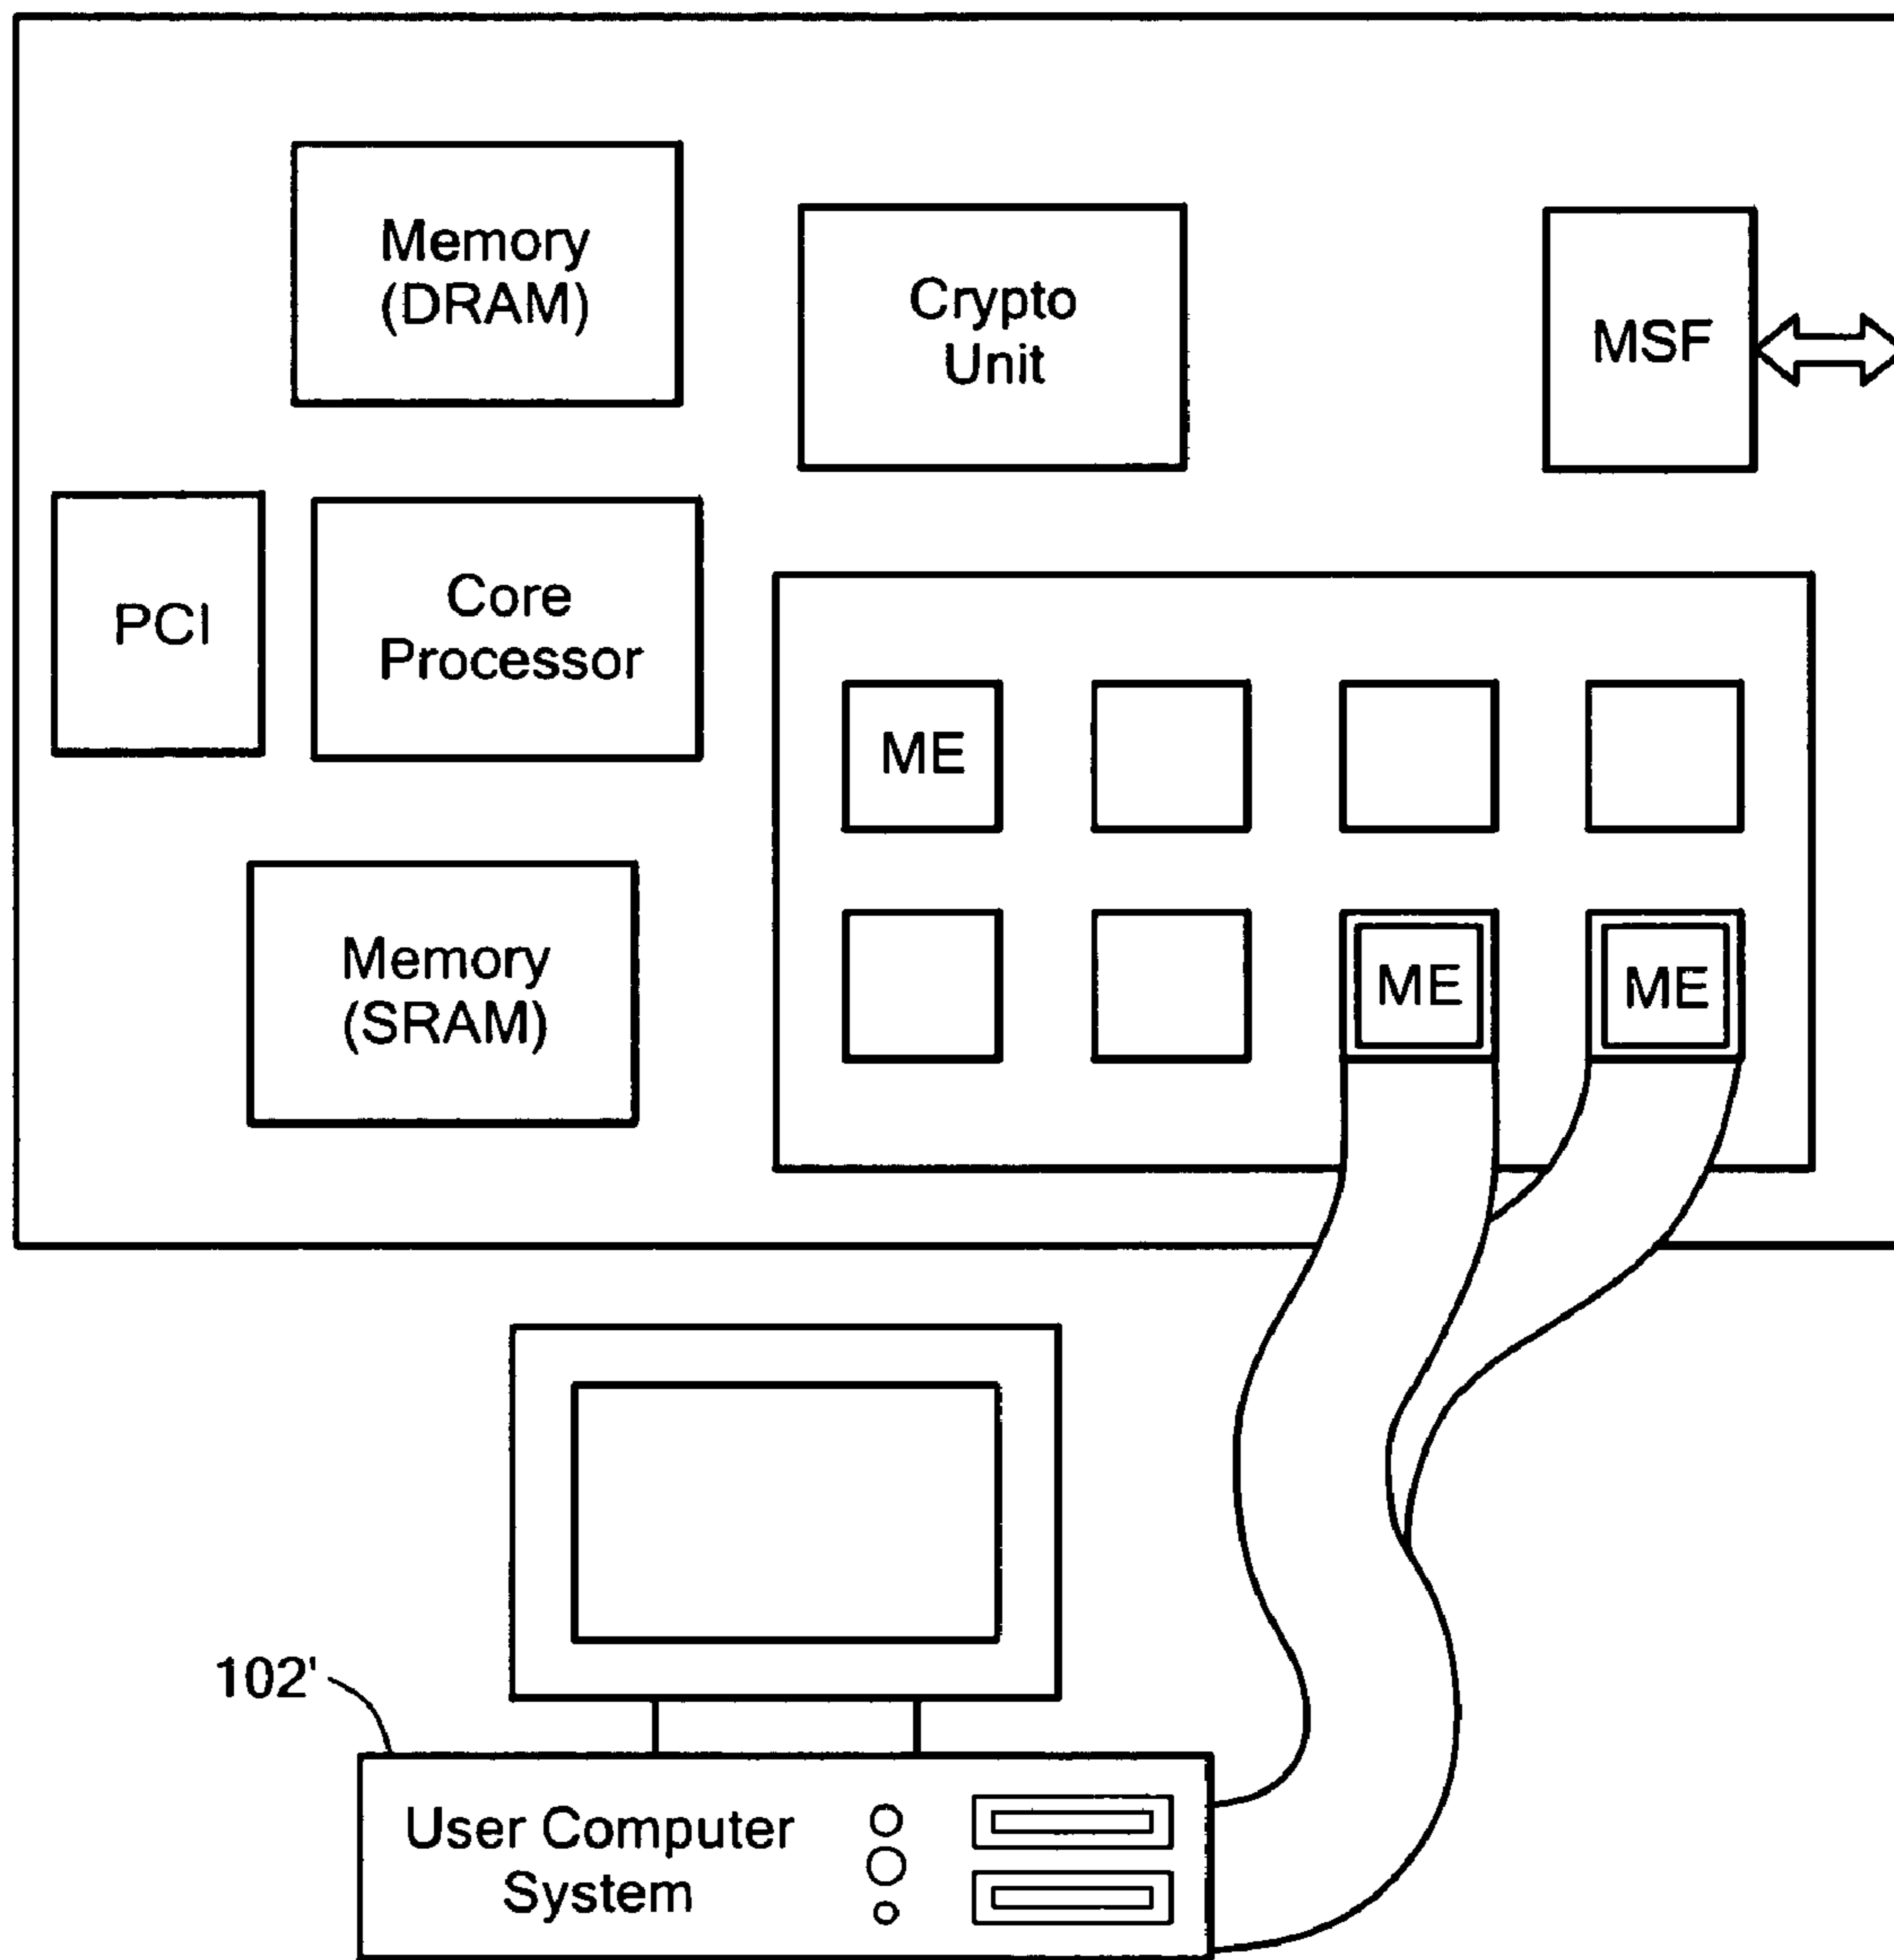 Memory
(DRAM)
Crypto
Unit
MSF
PCI
Core
Processor
ME
Memory
(SRAM)
ME
ME
102'
User Computer
System